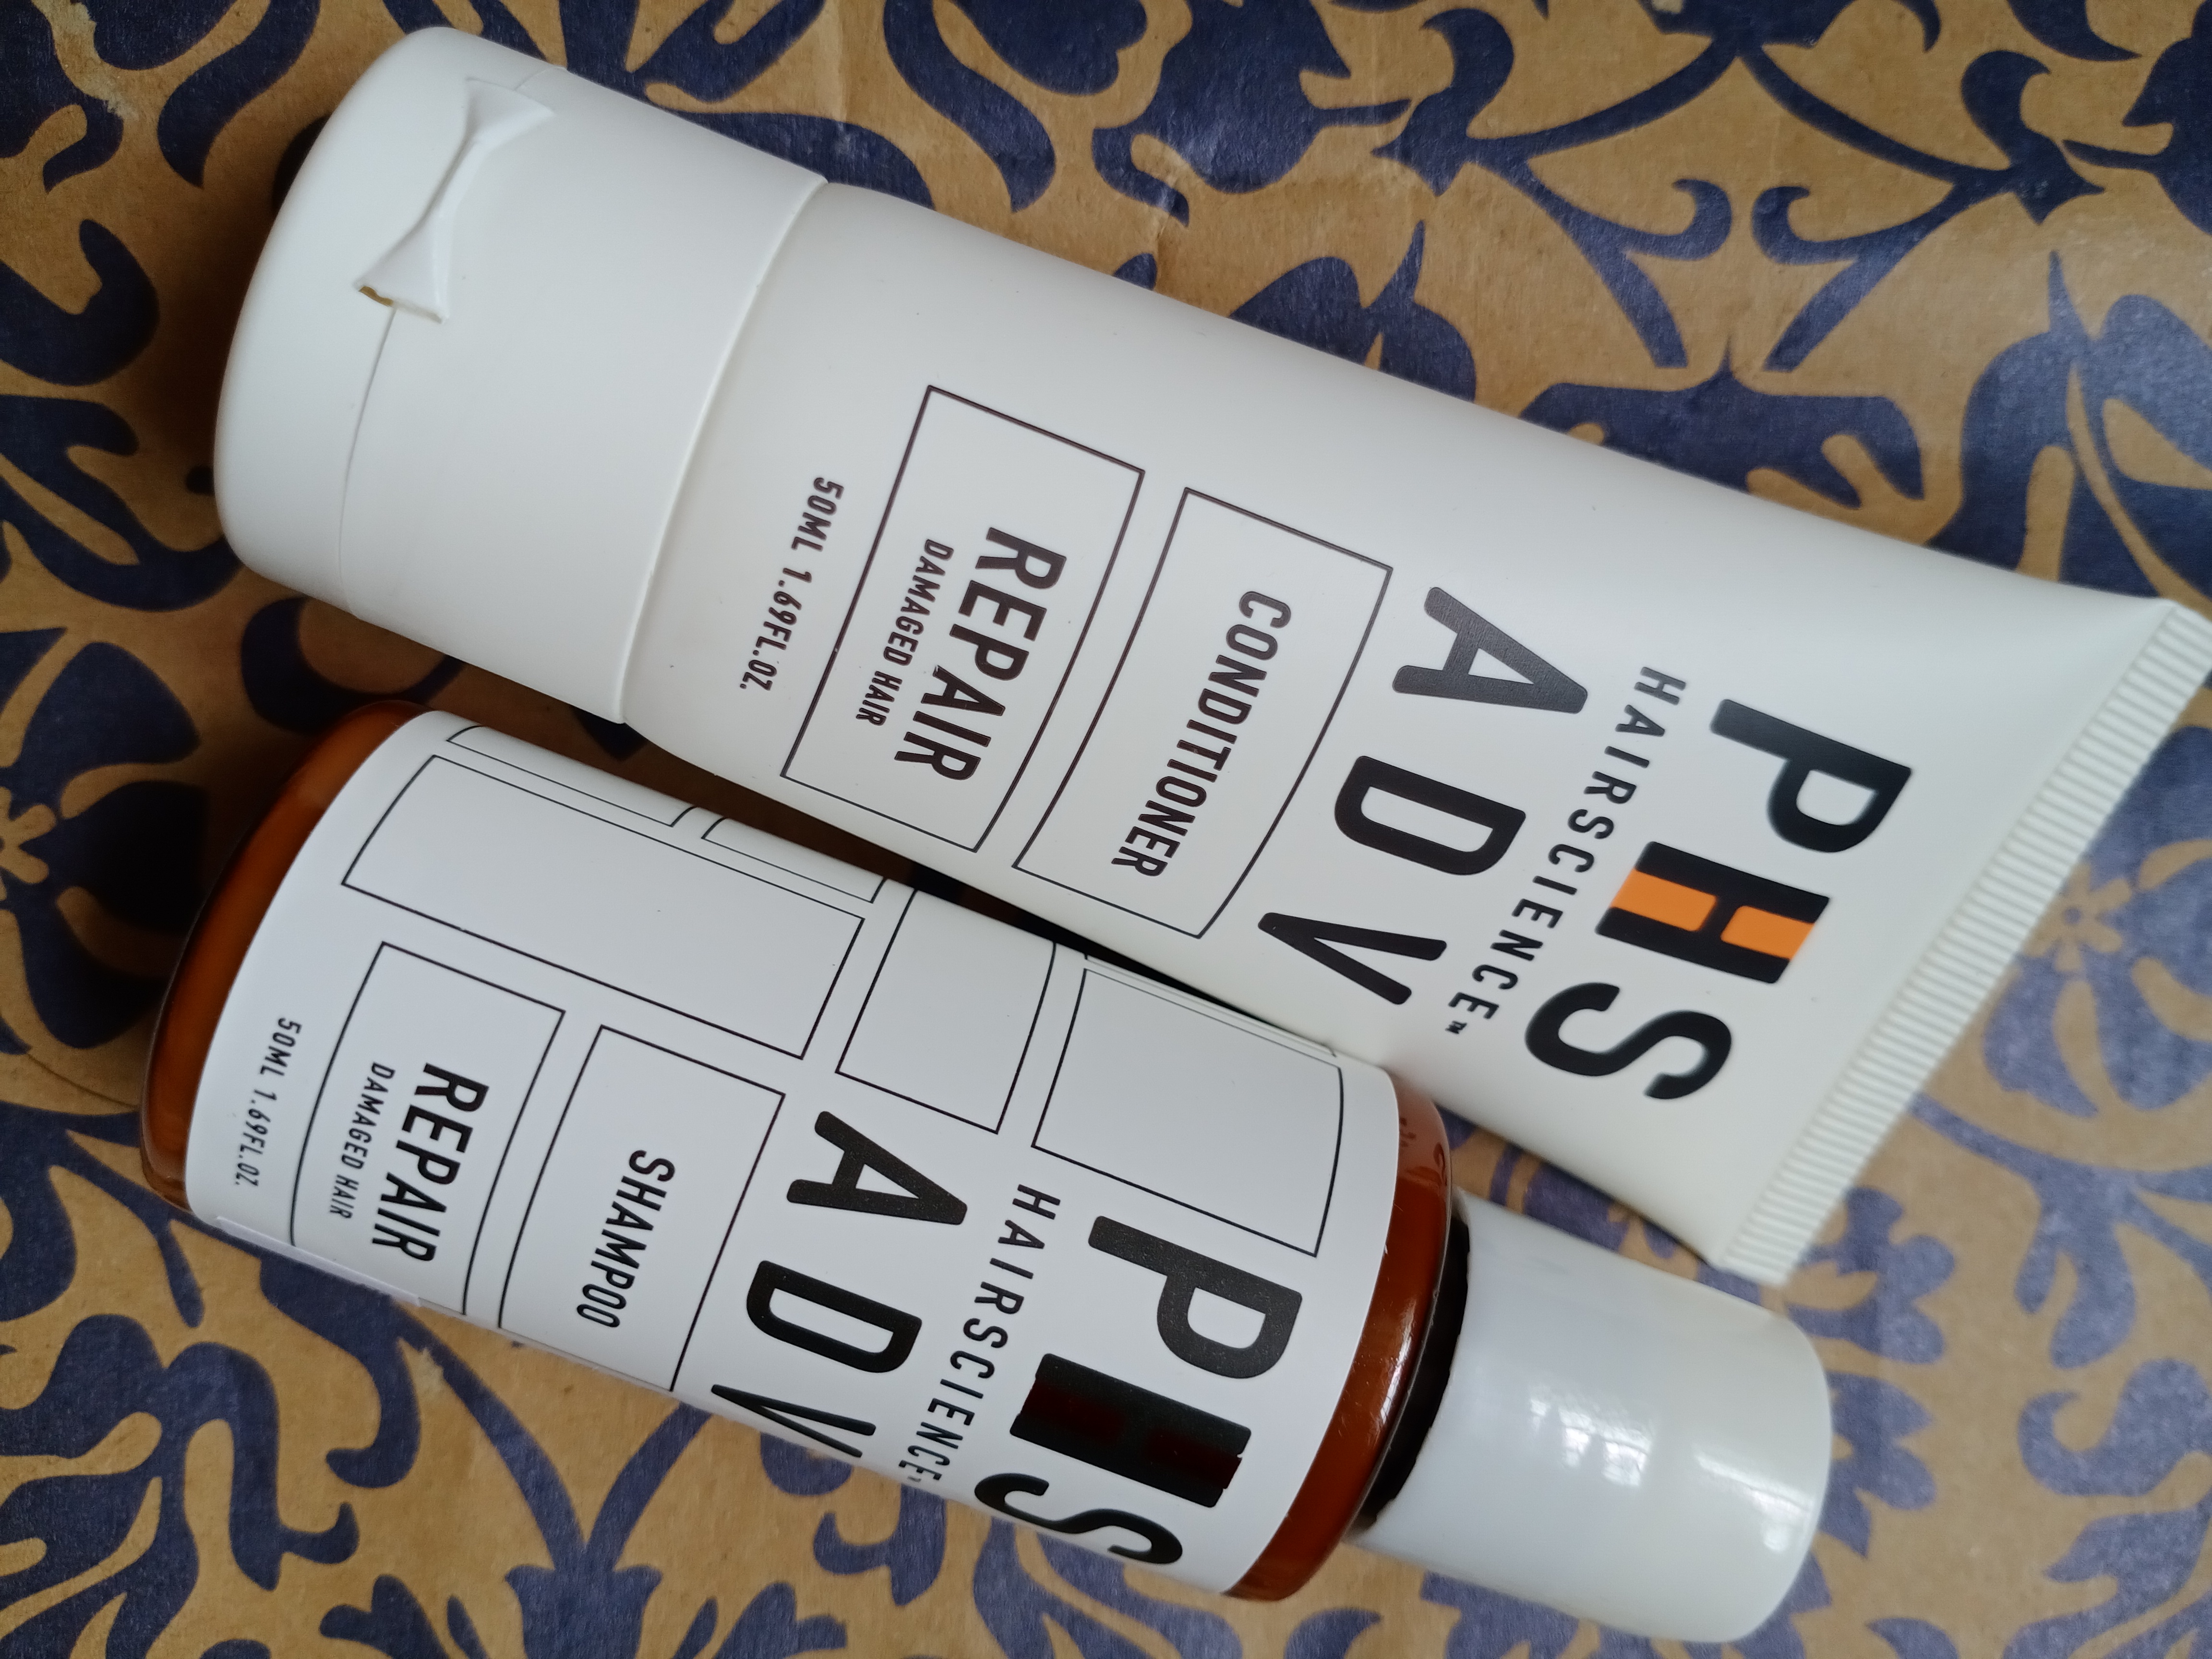 PHS
HAIRSCIENCE™
ADV
CONDITIONER
REPAIR
DAMAGED HAIR
50ML 1.69FL.OZ.
PHS
HAIRSCIENCE
ADV
SHAMPOO
REPAIR
DAMAGED HAIR
50ML 1.69FL.OZ.